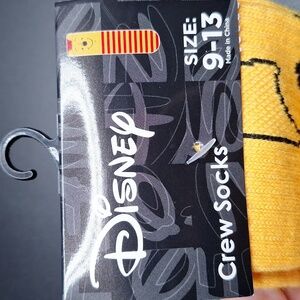 SIZE:
9-13
Made in China
Disney
Crew Socks